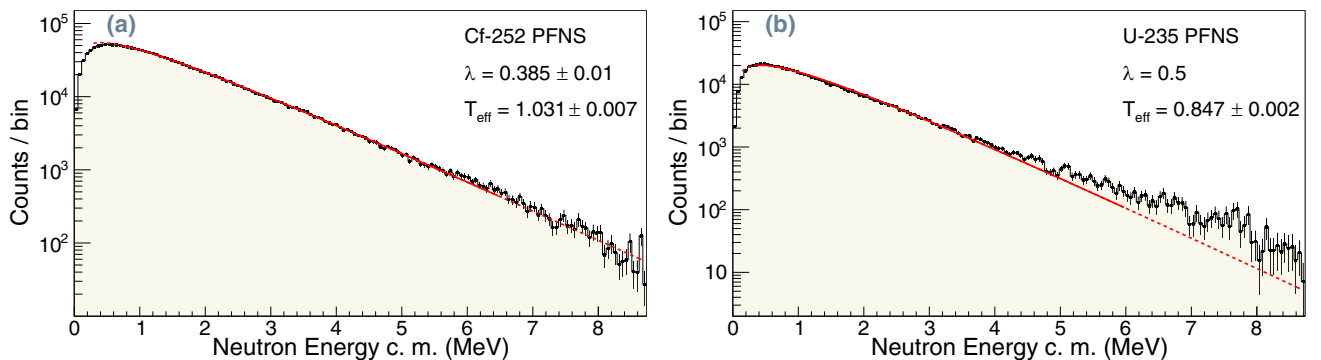 (a)
Cf-252 PFNS
λ = 0.385 ± 0.01
T_eff = 1.031 ± 0.007
Counts / bin
10^5
10^4
10^3
10^2
0 1 2 3 4 5 6 7 8
Neutron Energy c. m. (MeV)
(b)
U-235 PFNS
λ = 0.5
T_eff = 0.847 ± 0.002
Counts / bin
10^5
10^4
10^3
10^2
10
0 1 2 3 4 5 6 7 8
Neutron Energy c. m. (MeV)